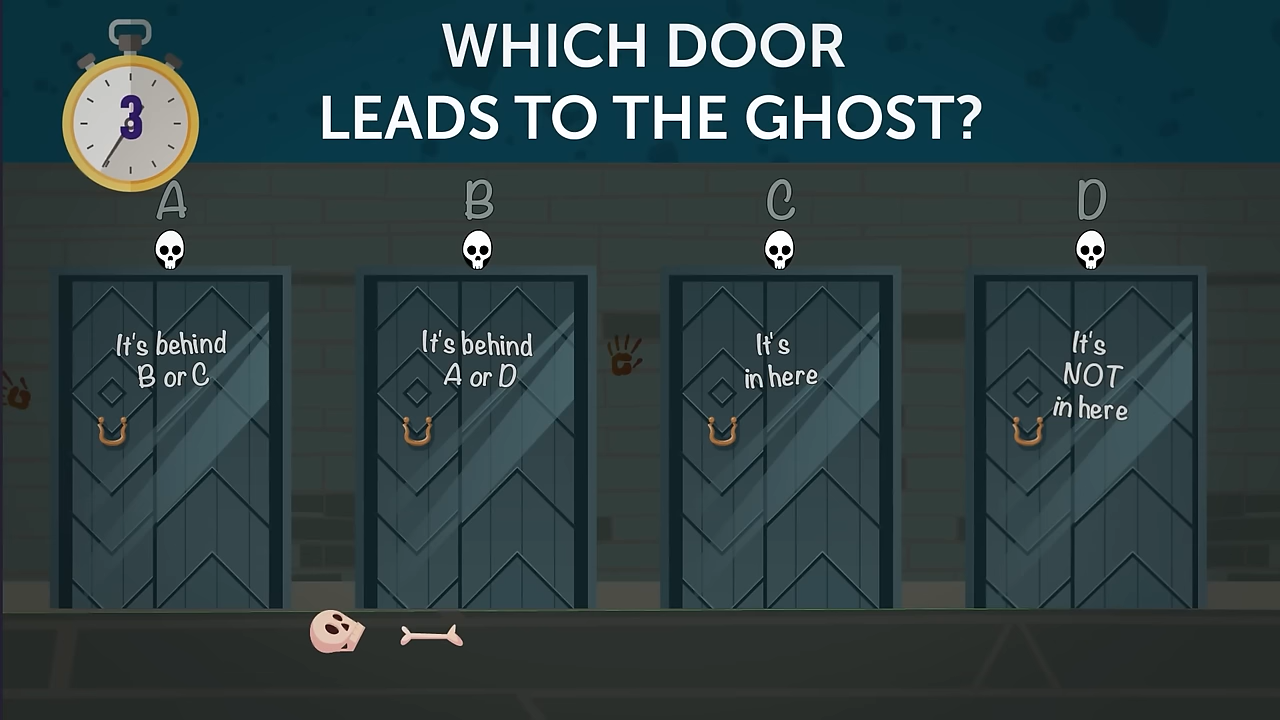 WHICH DOOR
LEADS TO THE GHOST?
3
A
B
C
D
It's behind
B or C
It's behind
A or D
It's
in here
It's
NOT
in here